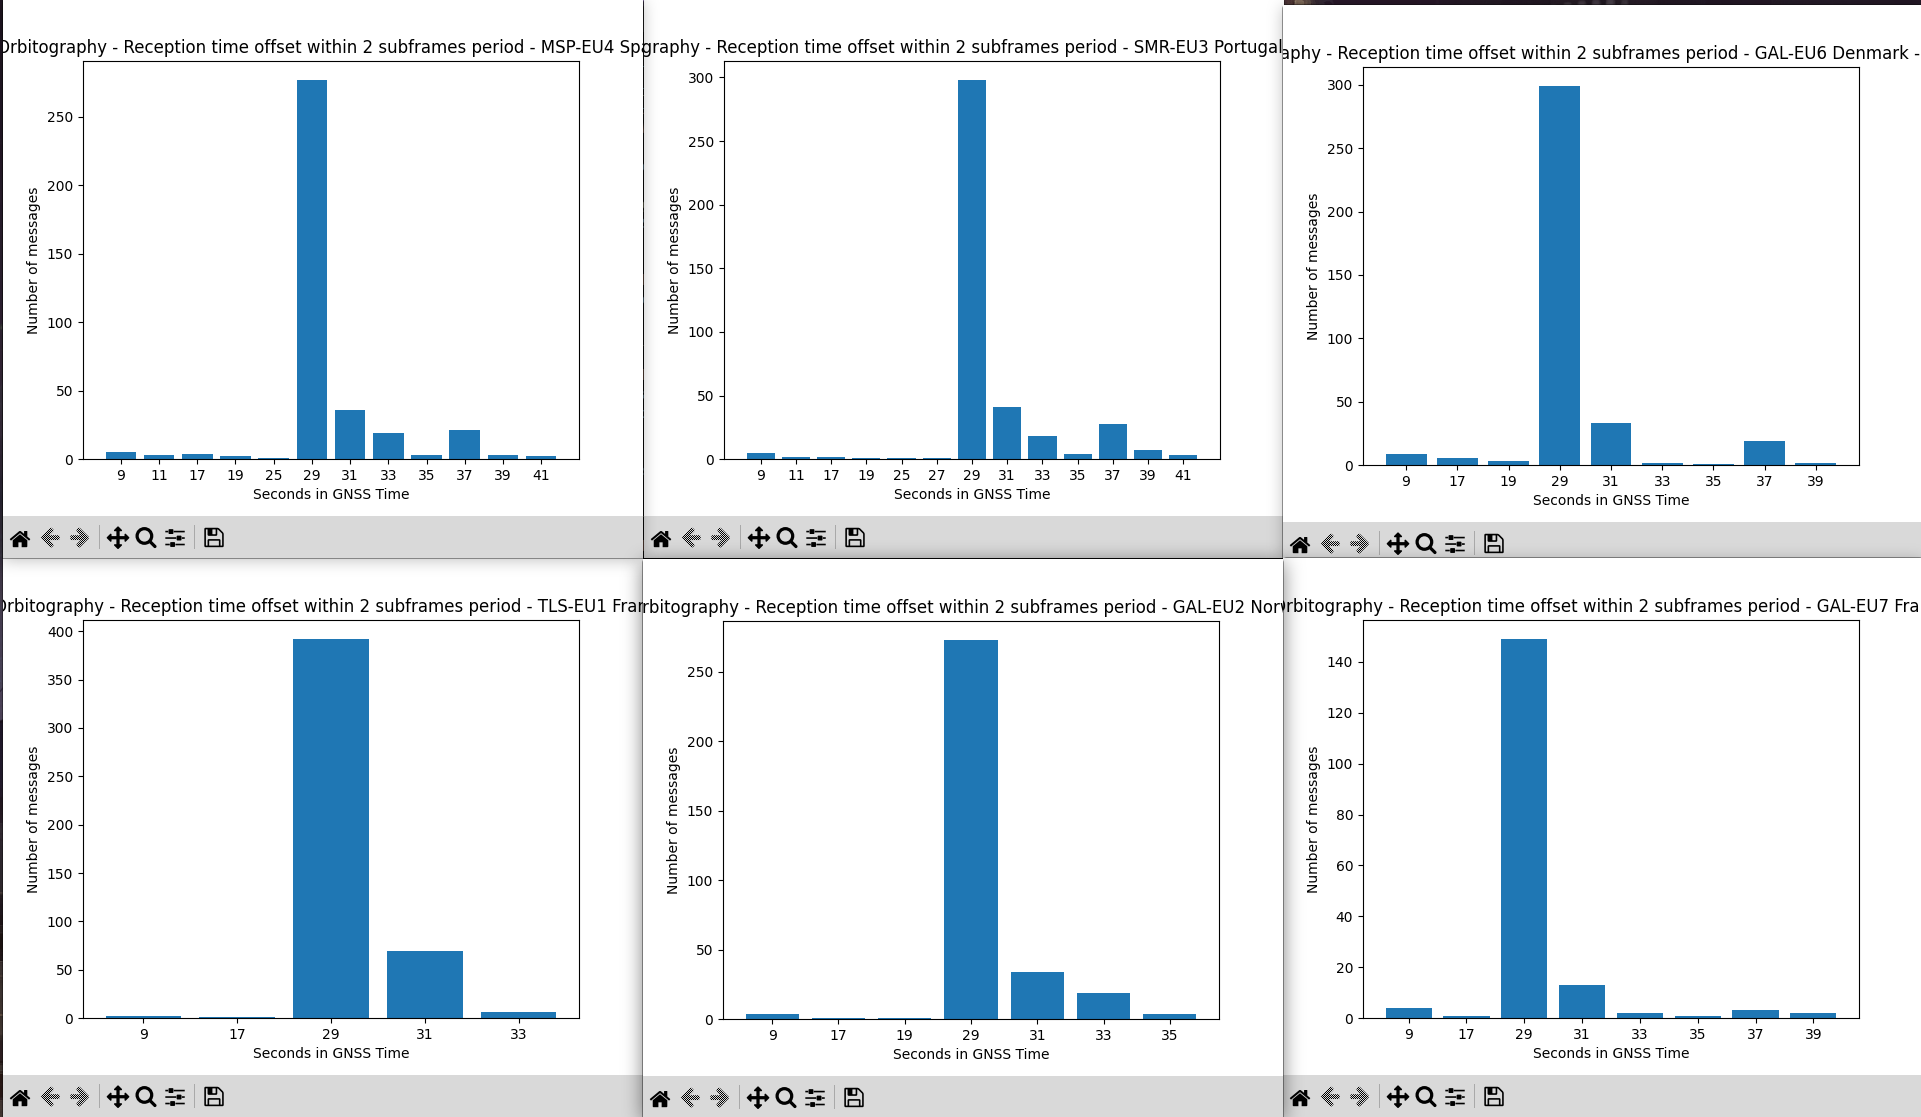 Orbitography - Reception time offset within 2 subframes period - MSP-EU4 Spa
Number of messages
250
200
150
100
50
0
9 11 17 19 25 29 31 33 35 37 39 41
Seconds in GNSS Time
graphy - Reception time offset within 2 subframes period - SMR-EU3 Portugal
Number of messages
300
250
200
150
100
50
0
9 11 17 19 25 27 29 31 33 35 37 39 41
Seconds in GNSS Time
aphy - Reception time offset within 2 subframes period - GAL-EU6 Denmark -
Number of messages
300
250
200
150
100
50
0
9 17 19 29 31 33 35 37 39
Seconds in GNSS Time
Orbitography - Reception time offset within 2 subframes period - TLS-EU1 Fran
Number of messages
400
350
300
250
200
150
100
50
0
9 17 29 31 33
Seconds in GNSS Time
rbitography - Reception time offset within 2 subframes period - GAL-EU2 Norw
Number of messages
250
200
150
100
50
0
9 17 19 29 31 33 35
Seconds in GNSS Time
Orbitography - Reception time offset within 2 subframes period - GAL-EU7 Fra
Number of messages
140
120
100
80
60
40
20
0
9 17 29 31 33 35 37 39
Seconds in GNSS Time